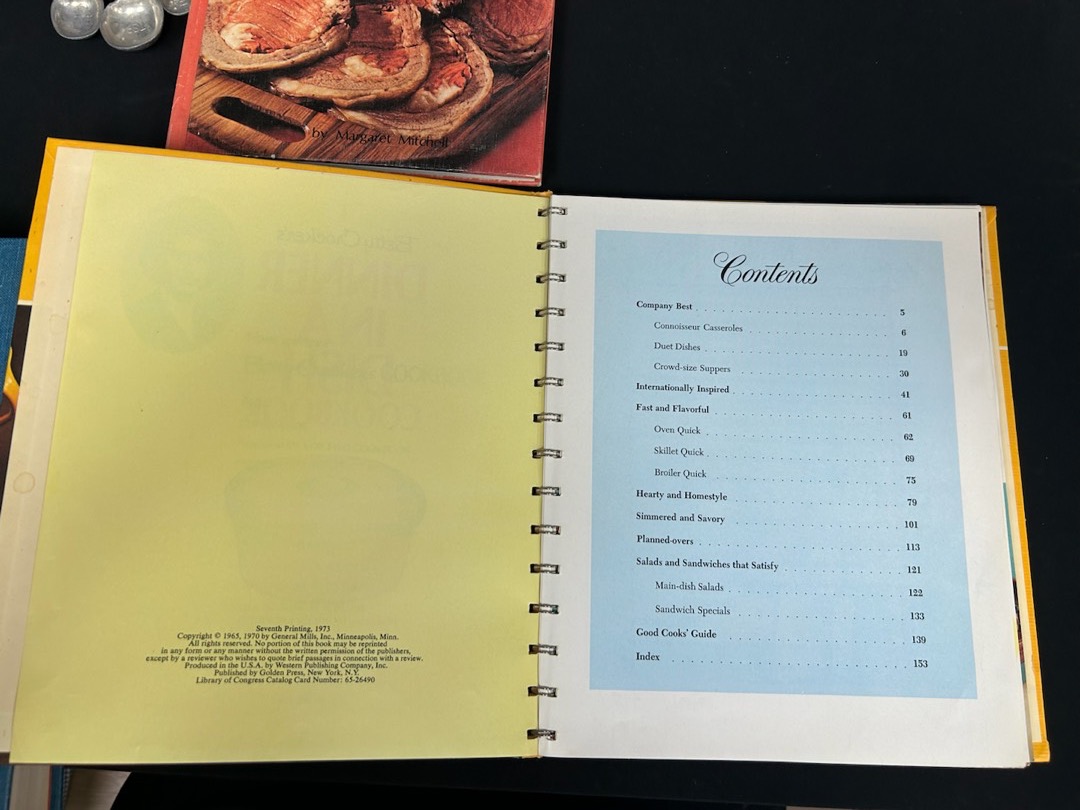 by Margaret Mitchell
Seventh Printing, 1973
Copyright © 1965, 1970 by General Mills, Inc., Minneapolis, Minn.
All rights reserved. No portion of this book may be reprinted
in any form or any manner without the written permission of the publishers,
except by a reviewer who wishes to quote brief passages in connection with a review.
Produced in the U.S.A. by Western Publishing Company, Inc.
Published by Golden Press, New York, N.Y.
Library of Congress Catalog Card Number: 65-26490
Contents
Company Best . . . . . . . . . . . . . . . . . . 5
Connoisseur Casseroles . . . . . . . . . . . . . . 6
Duet Dishes . . . . . . . . . . . . . . . . . . 19
Crowd-size Suppers . . . . . . . . . . . . . . . 30
Internationally Inspired . . . . . . . . . . . . . . . 41
Fast and Flavorful . . . . . . . . . . . . . . . . . 61
Oven Quick . . . . . . . . . . . . . . . . . . 62
Skillet Quick . . . . . . . . . . . . . . . . . . 69
Broiler Quick . . . . . . . . . . . . . . . . . 75
Hearty and Homestyle . . . . . . . . . . . . . . . 79
Simmered and Savory . . . . . . . . . . . . . . . 101
Planned-overs . . . . . . . . . . . . . . . . . . 113
Salads and Sandwiches that Satisfy . . . . . . . . . . 121
Main-dish Salads . . . . . . . . . . . . . . . . 122
Sandwich Specials . . . . . . . . . . . . . . . 133
Good Cooks' Guide . . . . . . . . . . . . . . . . 139
Index . . . . . . . . . . . . . . . . . . . . . 153